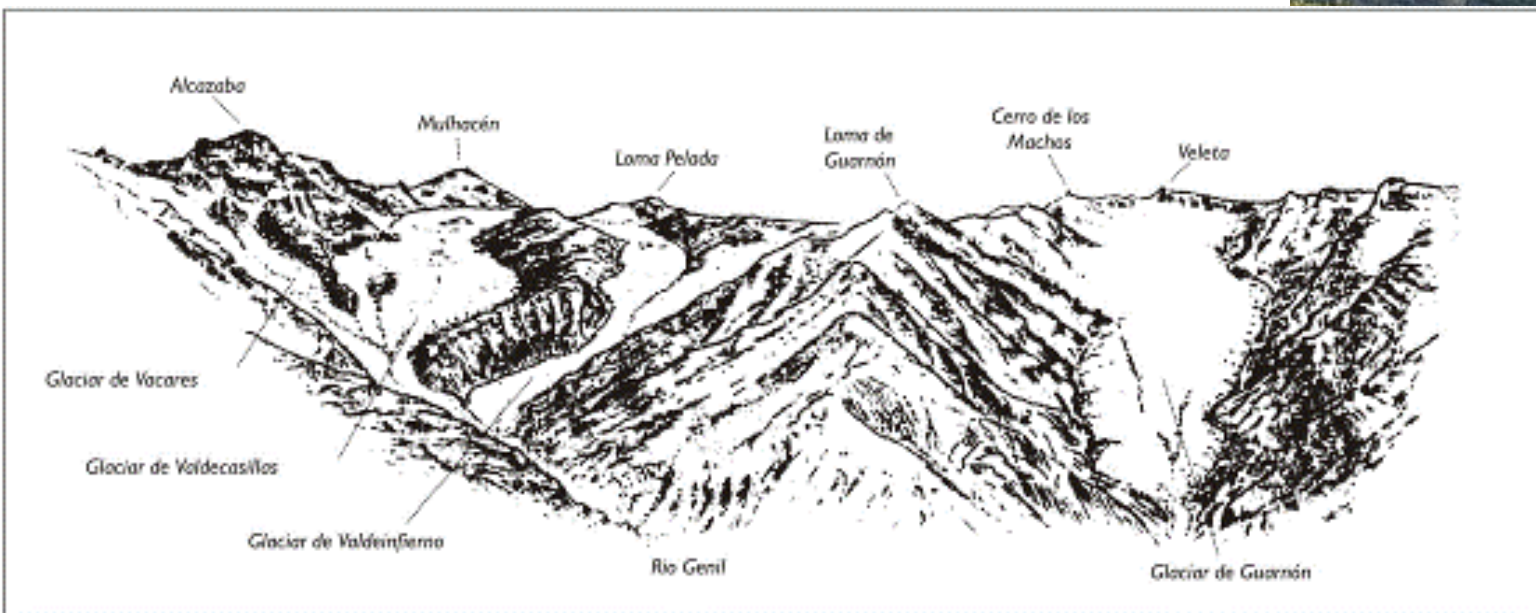 Alcazaba
Mulhacén
Loma Pelada
Loma de
Guarnón
Cerro de los
Machos
Veleta
Glaciar de Vacares
Glaciar de Valdecasillas
Glaciar de Valdeinfierno
Río Genil
Glaciar de Guarnón